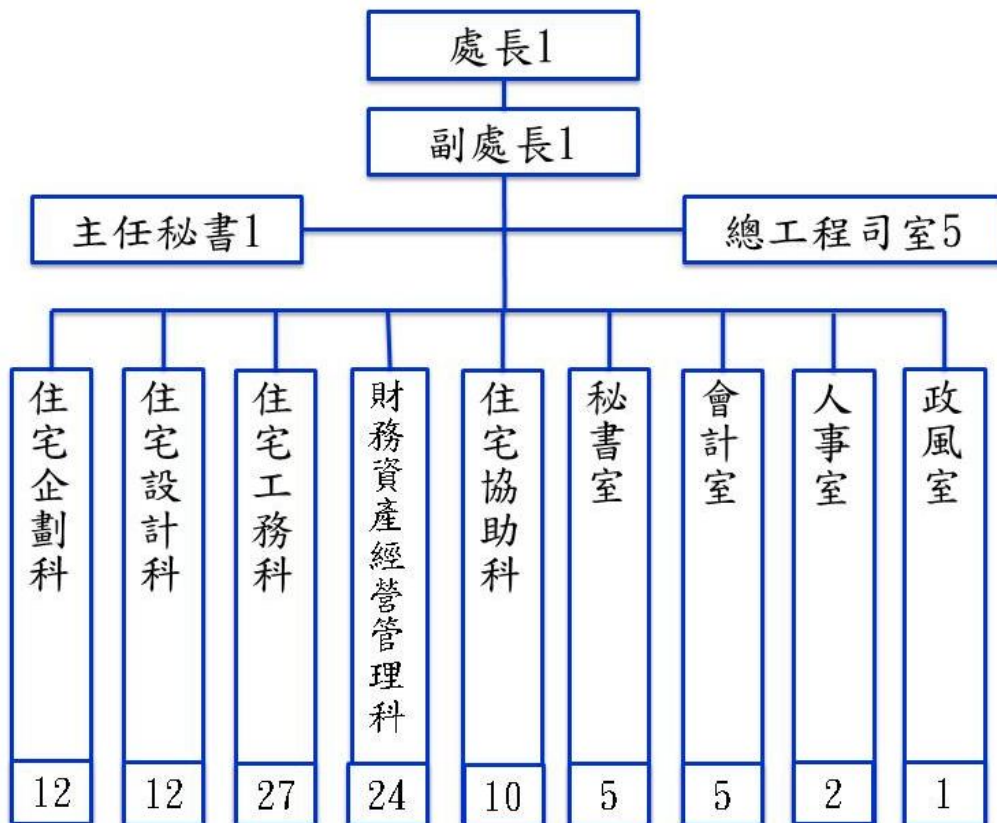 處長1
副處長1
主任秘書1
總工程司室5
住宅企劃科
住宅設計科
住宅工務科
財務資產經營管理科
住宅協助科
秘書室
會計室
人事室
政風室
12
12
27
24
10
5
5
2
1